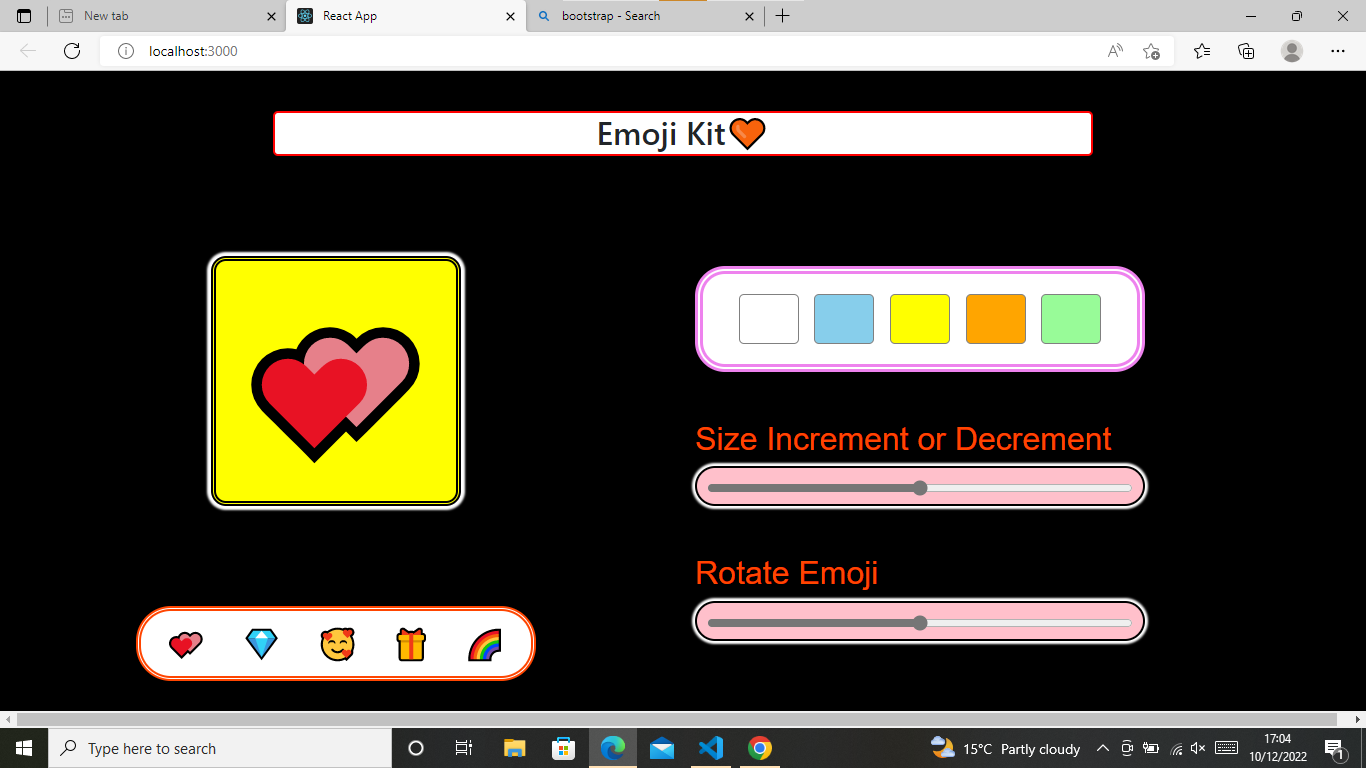 New tab
React App
bootstrap - Search
localhost:3000
Emoji Kit🧡
Size Increment or Decrement
Rotate Emoji
Type here to search
15°C Partly cloudy
17:04
10/12/2022
1